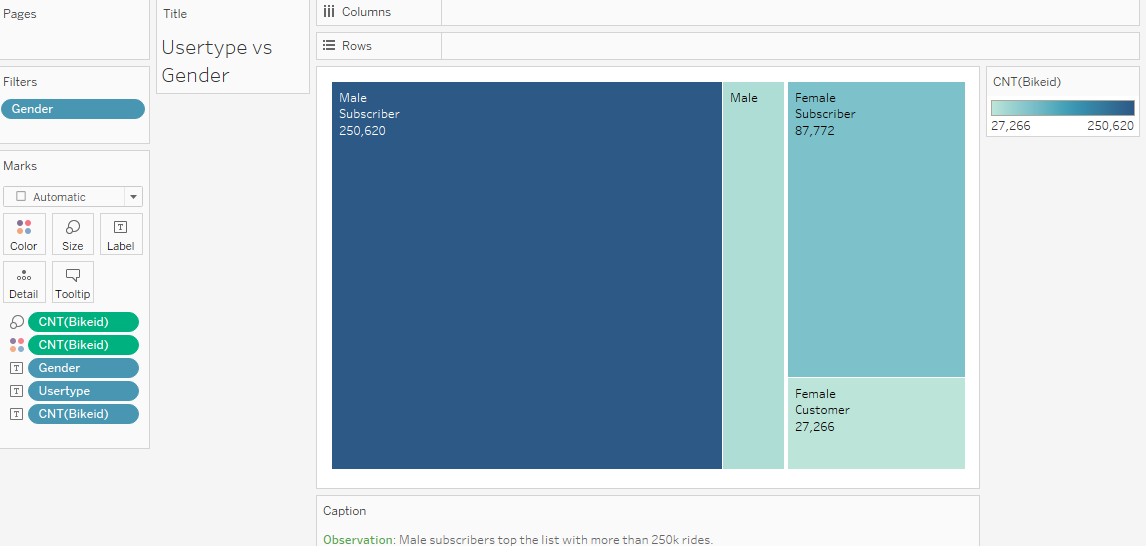 Pages
Filters
Gender
Marks
Automatic
Color
Size
Label
Detail
Tooltip
CNT(Bikeid)
CNT(Bikeid)
Gender
Usertype
CNT(Bikeid)
Title
Usertype vs
Gender
Columns
Rows
Male
Subscriber
250,620
Male
Female
Subscriber
87,772
Female
Customer
27,266
CNT(Bikeid)
27,266 250,620
Caption
Observation: Male subscribers top the list with more than 250k rides.